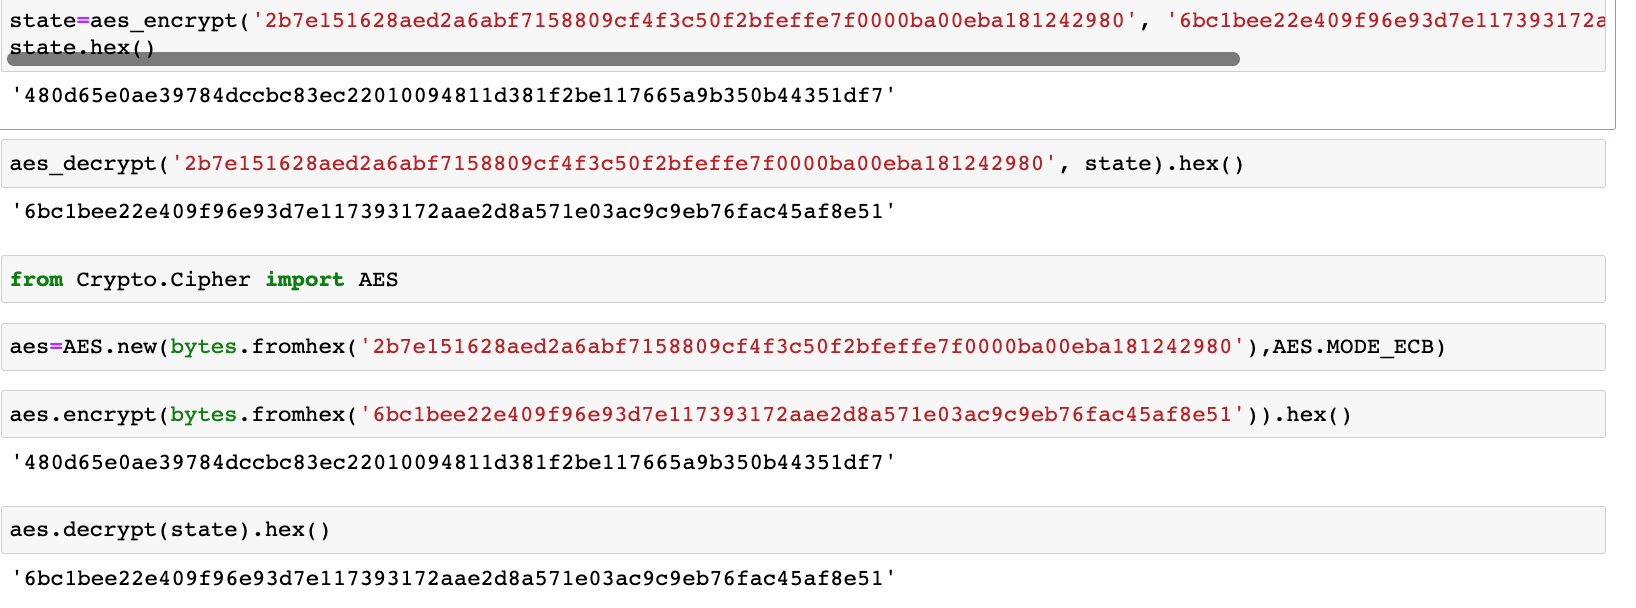 state=aes_encrypt('2b7e151628aed2a6abf7158809cf4f3c50f2bfeffe7f0000ba00eba181242980', '6bc1bee22e409f96e93d7e117393172a
state.hex()
'480d65e0ae39784dccbc83ec22010094811d381f2be117665a9b350b44351df7'
aes_decrypt('2b7e151628aed2a6abf7158809cf4f3c50f2bfeffe7f0000ba00eba181242980', state).hex()
'6bc1bee22e409f96e93d7e117393172aae2d8a571e03ac9c9eb76fac45af8e51'
from Crypto.Cipher import AES
aes=AES.new(bytes.fromhex('2b7e151628aed2a6abf7158809cf4f3c50f2bfeffe7f0000ba00eba181242980'),AES.MODE_ECB)
aes.encrypt(bytes.fromhex('6bc1bee22e409f96e93d7e117393172aae2d8a571e03ac9c9eb76fac45af8e51')).hex()
'480d65e0ae39784dccbc83ec22010094811d381f2be117665a9b350b44351df7'
aes.decrypt(state).hex()
'6bc1bee22e409f96e93d7e117393172aae2d8a571e03ac9c9eb76fac45af8e51'